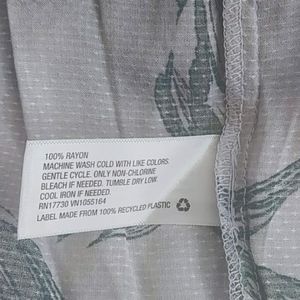 100% RAYON
MACHINE WASH COLD WITH LIKE COLORS.
GENTLE CYCLE. ONLY NON-CHLORINE
BLEACH IF NEEDED. TUMBLE DRY LOW.
COOL IRON IF NEEDED.
RN17730 VN1055164
LABEL MADE FROM 100% RECYCLED PLASTIC